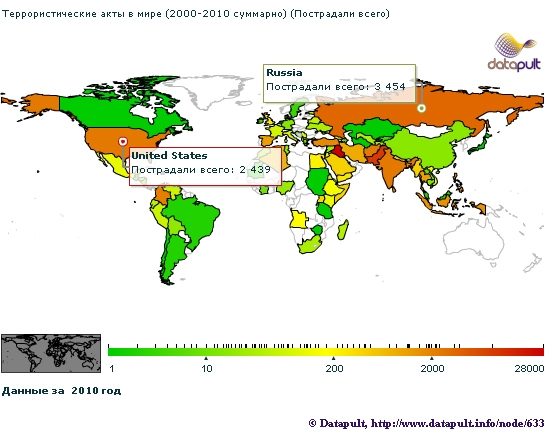 Террористические акты в мире (2000-2010 суммарно) (Пострадали всего)
datapult
Russia
Пострадали всего: 3 454
United States
Пострадали всего: 2 439
1 10 200 2000 28000
Данные за 2010 год
© Datapult, http://www.datapult.info/node/633